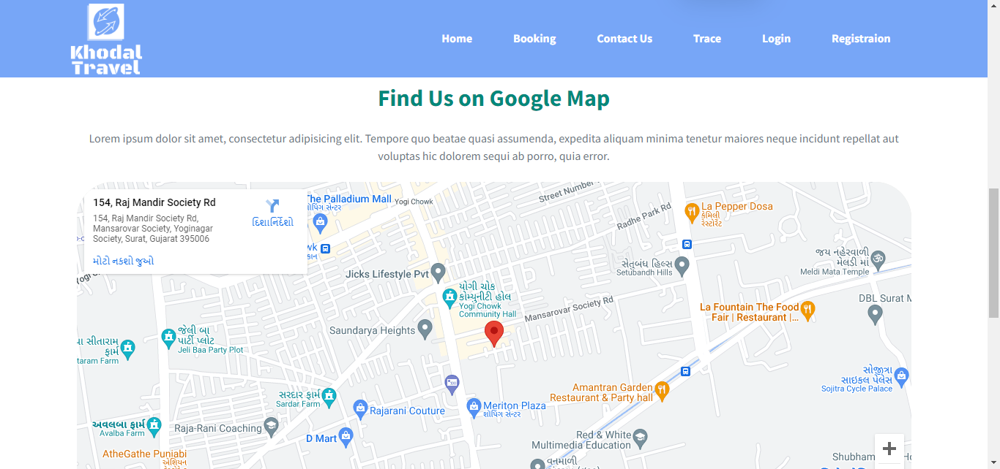 Khodal
Travel
Home
Booking
Contact Us
Trace
Login
Registraion
Find Us on Google Map
Lorem ipsum dolor sit amet, consectetur adipisicing elit. Tempore quo beatae quasi assumenda, expedita aliquam minima tenetur maiores neque incidunt repellat aut
voluptas hic dolorem sequi ab porro, quia error.
154, Raj Mandir Society Rd
154, Raj Mandir Society Rd,
Mansarovar Society, Yoginagar
Society, Surat, Gujarat 395006
દિશાનિર્દેશો
મોટો નકશો જુઓ
The Palladium Mall
શોપિંગ સેન્ટર
Yogi Chowk
Street Number
Radhe Park Rd
La Pepper Dosa
ફેમિલી
રેસ્ટોરેંટ
સેતુબંધ હિલ્સ
Setubandh Hills
જય નહેરવાળી
મેલડી માં
Meldi Mata Temple
Jicks Lifestyle Pvt
યોગી ચોક
કોમ્યુનીટી હોલ
Yogi Chowk
Community Hall
Mansarovar Society Rd
La Fountain The Food
Fair | Restaurant |...
DBL Surat M
Saundarya Heights
જેલી બા
પાર્ટી પ્લોટ
Jeli Baa Party Plot
પા સીતારામ
ફાર્મ
taram Farm
સરદાર ફાર્મ
Sardar Farm
Rajarani Couture
Meriton Plaza
શોપિંગ સેન્ટર
Amantran Garden
Restaurant & Party hall
સોજીત્રા
સાઇકલ પેલેસ
Sojitra Cycle Palace
અવલબા ફાર્મ
Avalba Farm
Raja-Rani Coaching
D Mart
Red & White
Multimedia Education
AtheGathe Punjabi
એશિયન
વનમાળી
Shubham
+